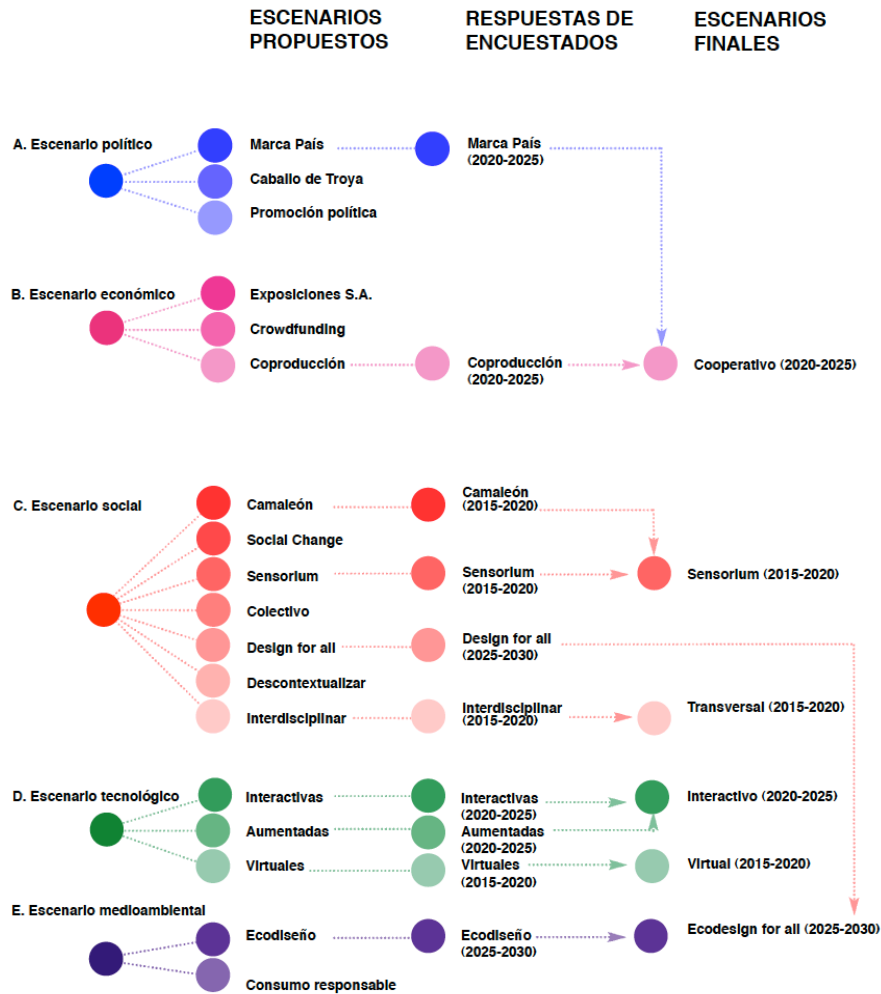 ESCENARIOS
PROPUESTOS
RESPUESTAS DE
ENCUESTADOS
ESCENARIOS
FINALES
A. Escenario político
Marca País
Marca País
(2020-2025)
Caballo de Troya
Promoción política
B. Escenario económico
Exposiciones S.A.
Crowdfunding
Coproducción
Coproducción
(2020-2025)
Cooperativo (2020-2025)
C. Escenario social
Camaleón
Camaleón
(2015-2020)
Social Change
Sensorium
Sensorium
(2015-2020)
Sensorium (2015-2020)
Colectivo
Design for all
Design for all
(2025-2030)
Descontextualizar
Interdisciplinar
Interdisciplinar
(2015-2020)
Transversal (2015-2020)
D. Escenario tecnológico
Interactivas
Interactivas
(2020-2025)
Interactivo (2020-2025)
Aumentadas
Aumentadas
(2020-2025)
Virtuales
Virtuales
(2015-2020)
Virtual (2015-2020)
E. Escenario medioambiental
Ecodiseño
Ecodiseño
(2025-2030)
Ecodesign for all (2025-2030)
Consumo responsable